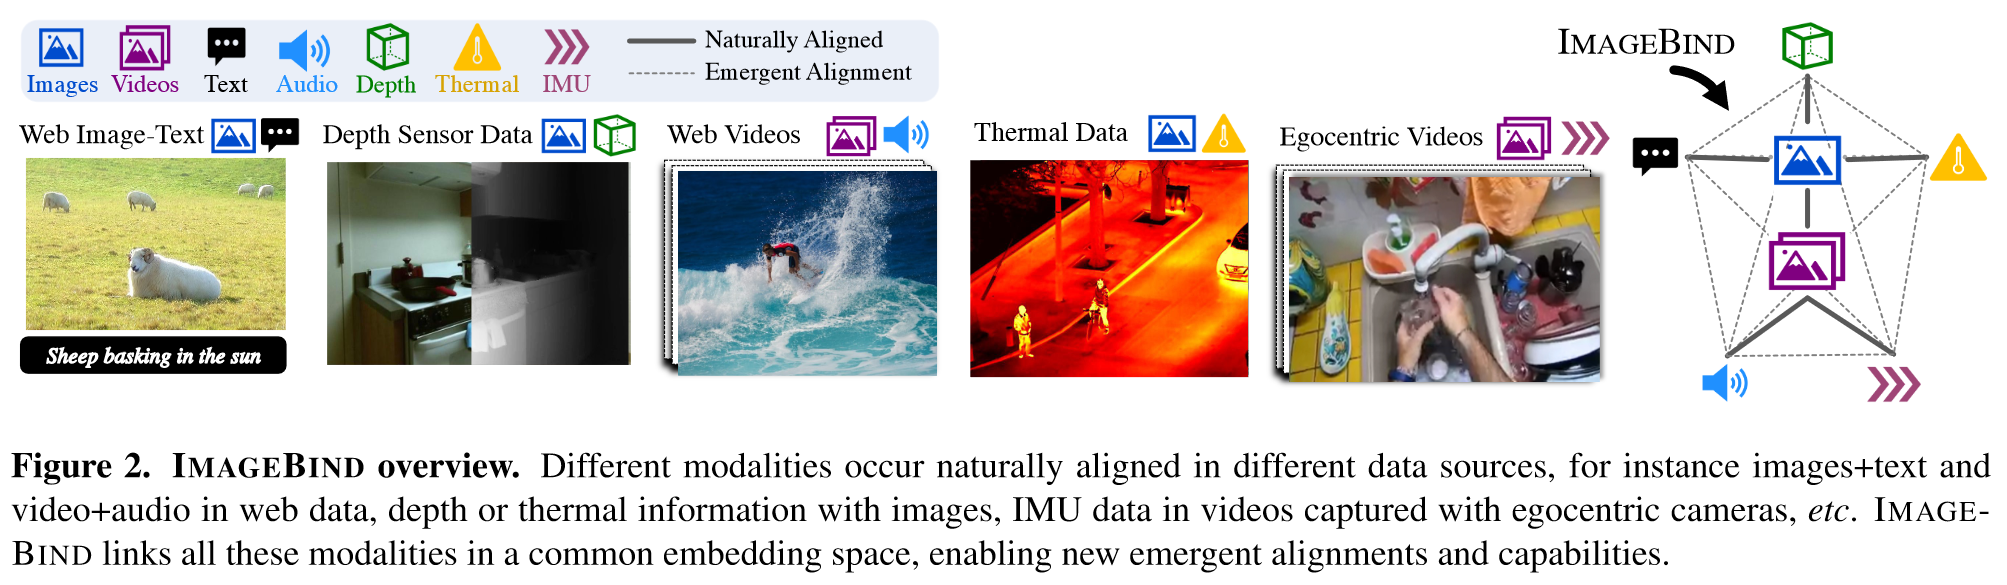 Images Videos Text Audio Depth Thermal IMU
Naturally Aligned
Emergent Alignment
IMAGEBIND
Web Image-Text
Depth Sensor Data
Web Videos
Thermal Data
Egocentric Videos
Sheep basking in the sun
Figure 2. IMAGEBIND overview. Different modalities occur naturally aligned in different data sources, for instance images+text and
video+audio in web data, depth or thermal information with images, IMU data in videos captured with egocentric cameras, etc. IMAGE-
BIND links all these modalities in a common embedding space, enabling new emergent alignments and capabilities.